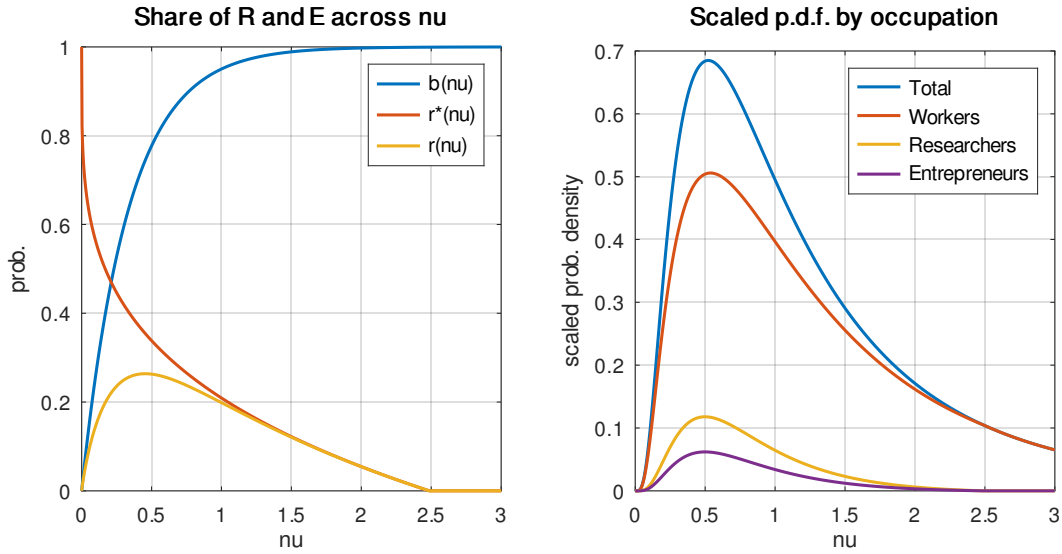 Share of R and E across nu
1
0.8
0.6
0.4
0.2
0
prob.
b(nu)
r*(nu)
r(nu)
0 0.5 1 1.5 2 2.5 3
nu
Scaled p.d.f. by occupation
0.7
0.6
0.5
0.4
0.3
0.2
0.1
0
scaled prob. density
Total
Workers
Researchers
Entrepreneurs
0 0.5 1 1.5 2 2.5 3
nu